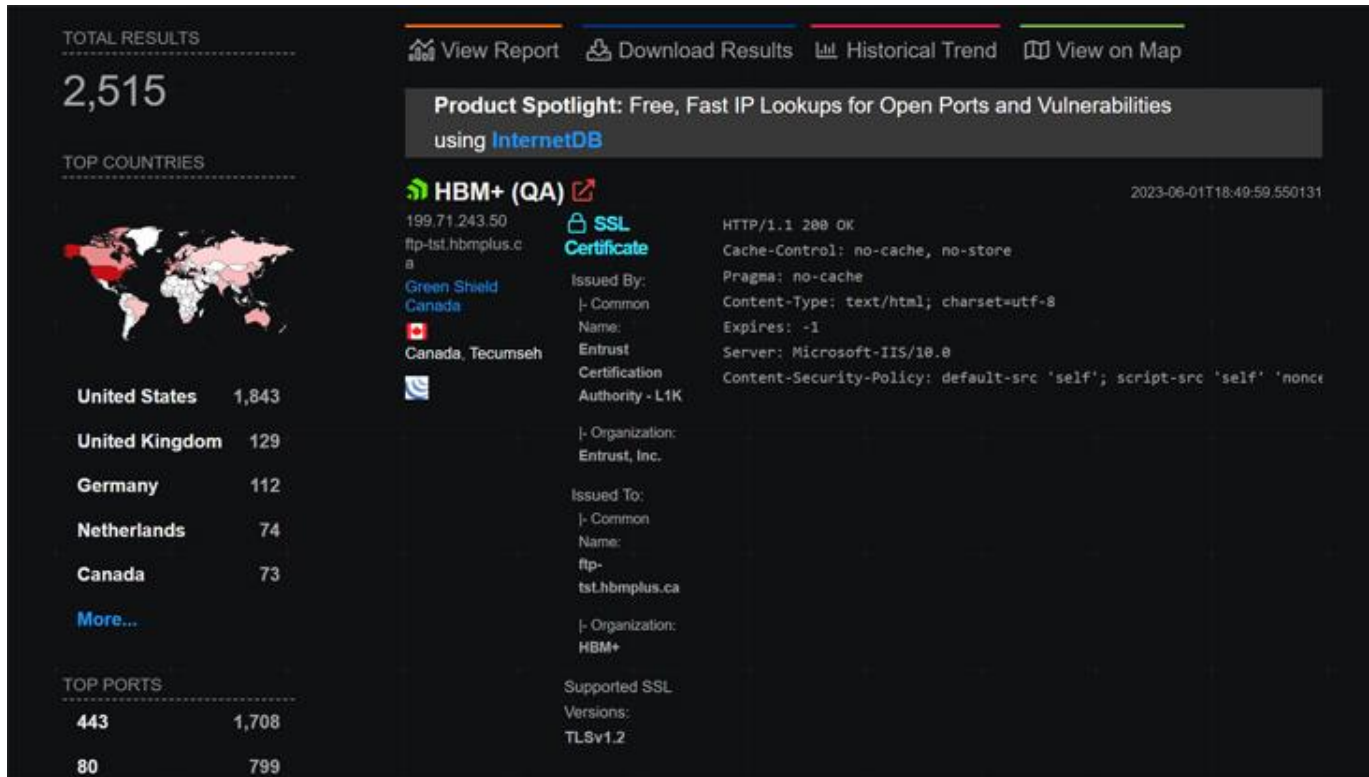 TOTAL RESULTS
2,515
TOP COUNTRIES
United States 1,843
United Kingdom 129
Germany 112
Netherlands 74
Canada 73
More...
TOP PORTS
443 1,708
80 799
View Report Download Results Historical Trend View on Map
Product Spotlight: Free, Fast IP Lookups for Open Ports and Vulnerabilities
using InternetDB
HBM+ (QA)
2023-06-01T18:49:59.550131
199.71.243.50
ftp-tst.hbmplus.c
a
Green Shield
Canada
Canada, Tecumseh
SSL
Certificate
Issued By:
|- Common
Name:
Entrust
Certification
Authority - L1K
|- Organization:
Entrust, Inc.
Issued To:
|- Common
Name:
ftp-
tst.hbmplus.ca
|- Organization:
HBM+
Supported SSL
Versions:
TLSv1.2
HTTP/1.1 200 OK
Cache-Control: no-cache, no-store
Pragma: no-cache
Content-Type: text/html; charset=utf-8
Expires: -1
Server: Microsoft-IIS/10.0
Content-Security-Policy: default-src 'self'; script-src 'self' 'nonce